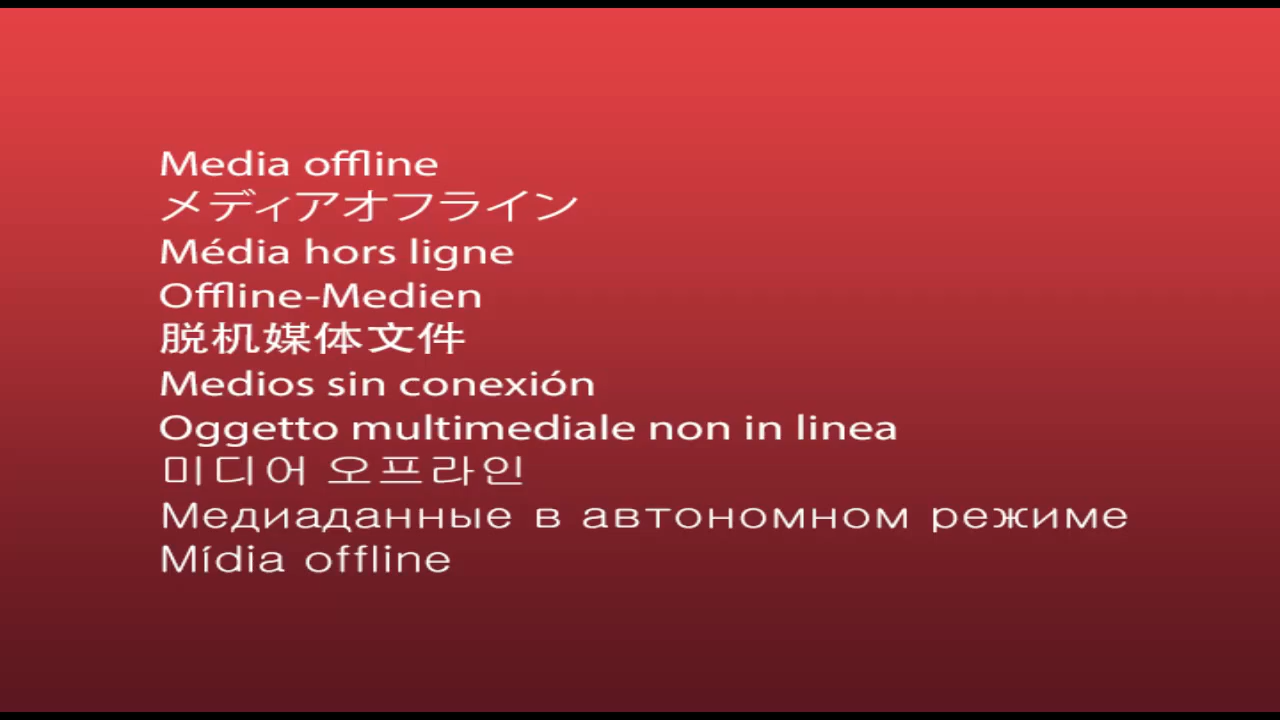 Media offline
メディアオフライン
Média hors ligne
Offline-Medien
脱机媒体文件
Medios sin conexión
Oggetto multimediale non in linea
미디어 오프라인
Медиаданные в автономном режиме
Mídia offline